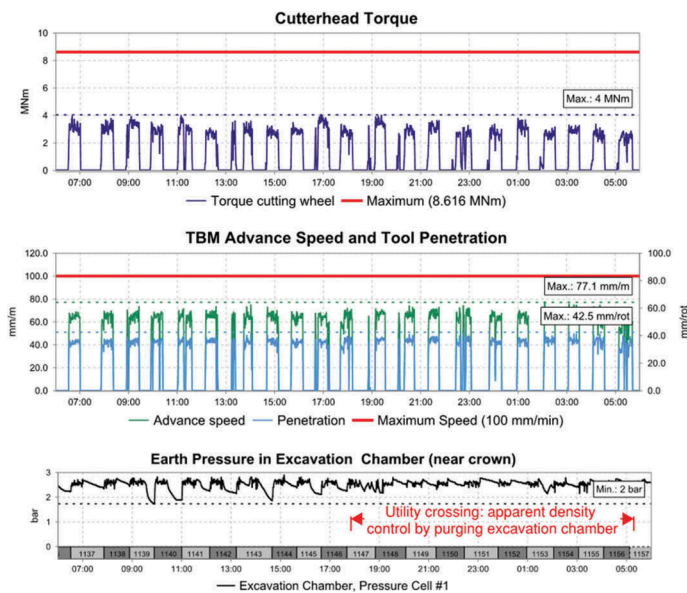 Cutterhead Torque
10
8
6
4
2
0
MNm
Max.: 4 MNm
07:00 09:00 11:00 13:00 15:00 17:00 19:00 21:00 23:00 01:00 03:00 05:00
Torque cutting wheel Maximum (8.616 MNm)
TBM Advance Speed and Tool Penetration
120.0 100.0
100.0 80.0
80.0 60.0
60.0 40.0
40.0 20.0
20.0
0.0 0.0
mm/m
mm/rot
Max.: 77.1 mm/m
Max.: 42.5 mm/rot
07:00 09:00 11:00 13:00 15:00 17:00 19:00 21:00 23:00 01:00 03:00 05:00
Advance speed Penetration Maximum Speed (100 mm/min)
Earth Pressure in Excavation Chamber (near crown)
3
2
1
0
bar
Min.: 2 bar
Utility crossing: apparent density
control by purging excavation chamber
1137 1138 1139 1140 1141 1142 1143 1144 1145 1146 1147 1148 1149 1150 1151 1152 1153 1154 1155 1156 1157
07:00 09:00 11:00 13:00 15:00 17:00 19:00 21:00 23:00 01:00 03:00 05:00
Excavation Chamber, Pressure Cell #1